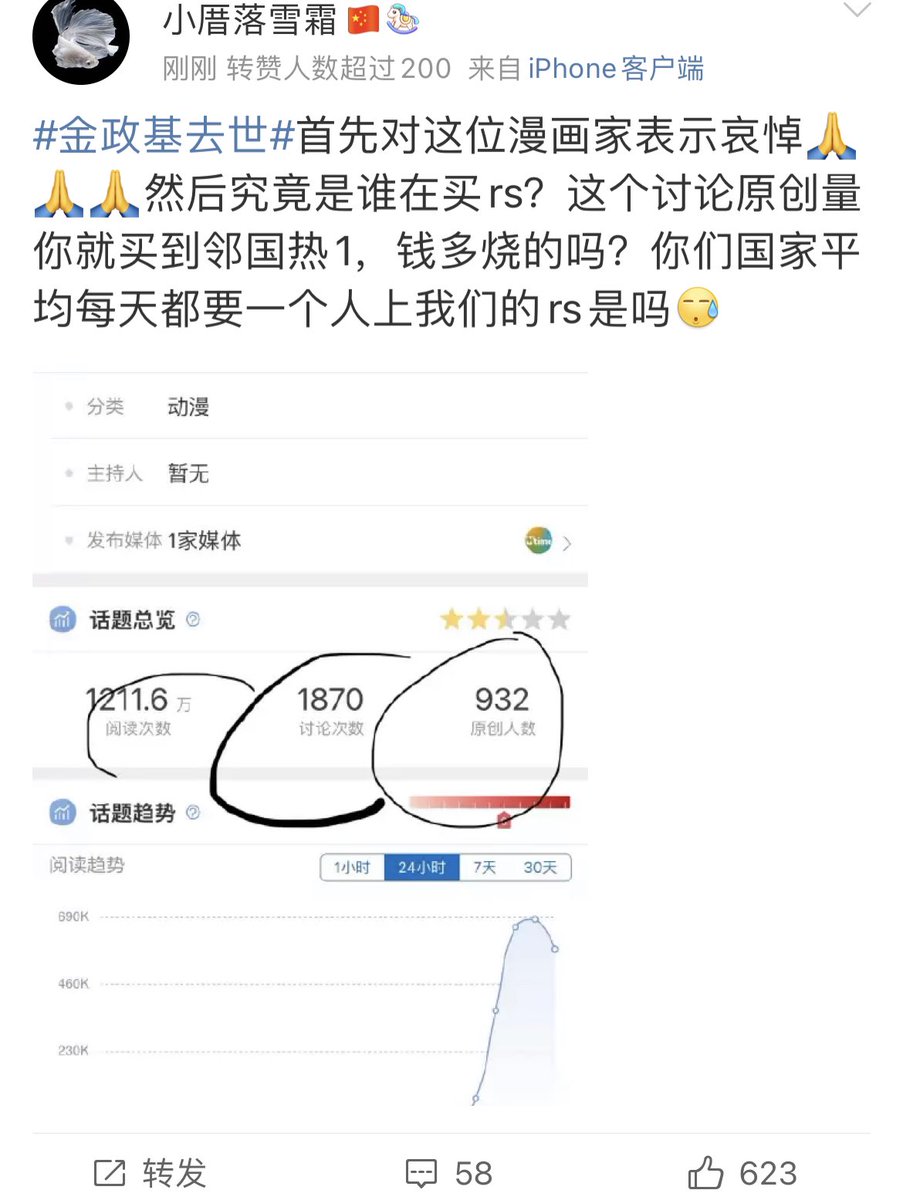 小厝落雪霜🇨🇳🎠
刚刚 转赞人数超过200 来自 iPhone客户端
#金政基去世#首先对这位漫画家表示哀悼🙏
🙏🙏然后究竟是谁在买rs？这个讨论原创量
你就买到邻国热1，钱多烧的吗？你们国家平
均每天都要一个人上我们的rs是吗😪
分类 动漫
主持人 暂无
发布媒体 1家媒体
话题总览
1211.6万 1870 932
阅读次数 讨论次数 原创人数
话题趋势
阅读趋势 1小时 24小时 7天 30天
690K
460K
230K
转发 58 623